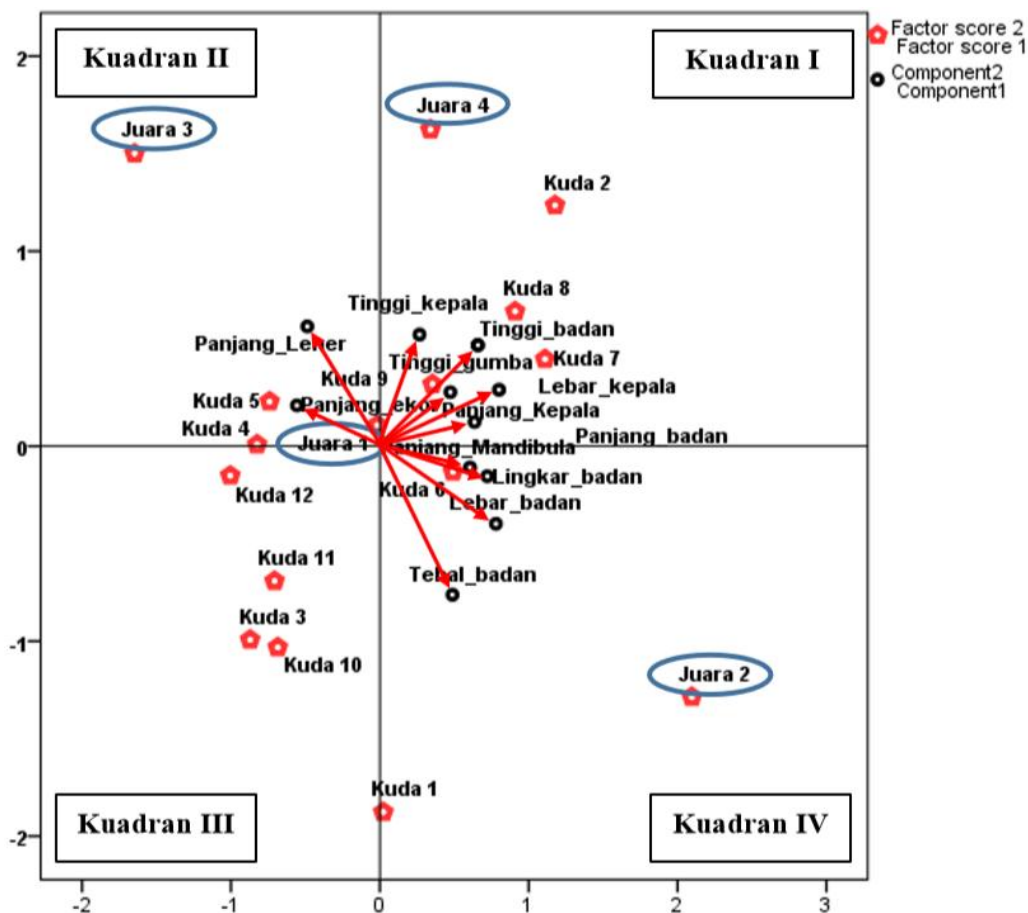 Kuadran II
Kuadran I
Factor score 2
Factor score 1
Component2
Component1
2
1
0
-1
-2
Juara 4
Juara 3
Kuda 2
Kuda 8
Tinggi_kepala
Tinggi_badan
Panjang_Leher
Tinggi_gumba
Kuda 7
Kuda 9
Lebar_kepala
Kuda 5
Panjang_ekor
Panjang_Kepala
Kuda 4
Panjang_badan
Juara 1
Panjang_Mandibula
Kuda 12
Kuda 6
Lingkar_badan
Lebar_badan
Kuda 11
Tebal_badan
Kuda 3
Kuda 10
Juara 2
Kuda 1
Kuadran III
Kuadran IV
-2 -1 0 1 2 3